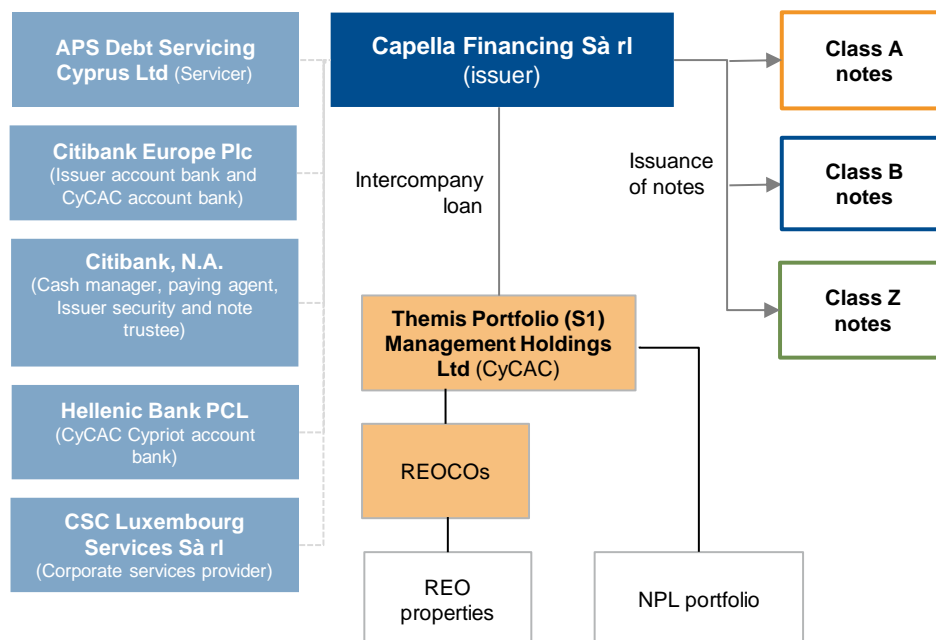 APS Debt Servicing
Cyprus Ltd (Servicer)
Citibank Europe Plc
(Issuer account bank and
CyCAC account bank)
Citibank, N.A.
(Cash manager, paying agent,
Issuer security and note
trustee)
Hellenic Bank PCL
(CyCAC Cypriot account
bank)
CSC Luxembourg
Services Sà rl
(Corporate services provider)
Capella Financing Sà rl
(issuer)
Intercompany
loan
Issuance
of notes
Class A
notes
Class B
notes
Class Z
notes
Themis Portfolio (S1)
Management Holdings
Ltd (CyCAC)
REOCOs
REO
properties
NPL portfolio